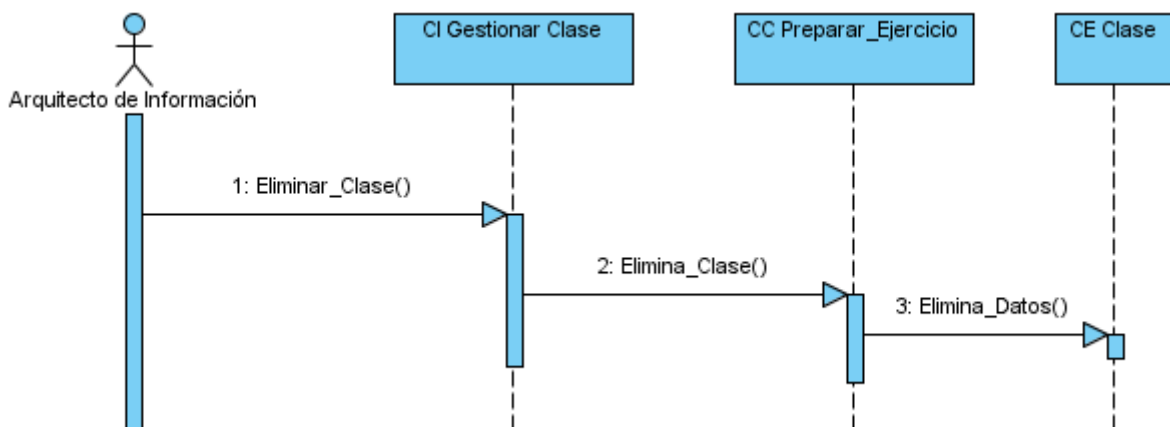 CI Gestionar Clase
CC Preparar_Ejercicio
CE Clase
Arquitecto de Información
1: Eliminar_Clase()
2: Elimina_Clase()
3: Elimina_Datos()